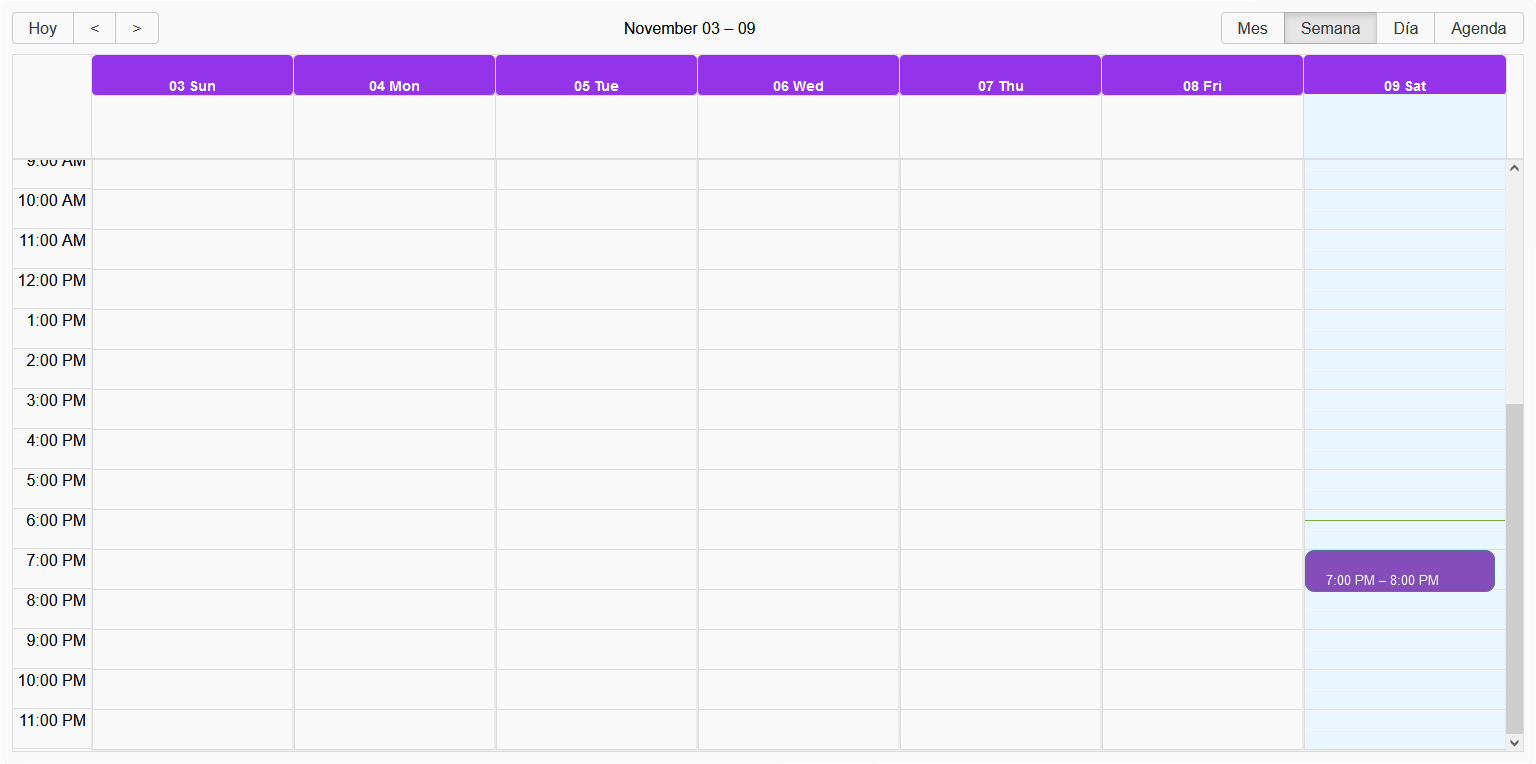 Hoy < > November 03 – 09 Mes Semana Día Agenda
03 Sun 04 Mon 05 Tue 06 Wed 07 Thu 08 Fri 09 Sat
9:00 AM
10:00 AM
11:00 AM
12:00 PM
1:00 PM
2:00 PM
3:00 PM
4:00 PM
5:00 PM
6:00 PM
7:00 PM
7:00 PM – 8:00 PM
8:00 PM
9:00 PM
10:00 PM
11:00 PM